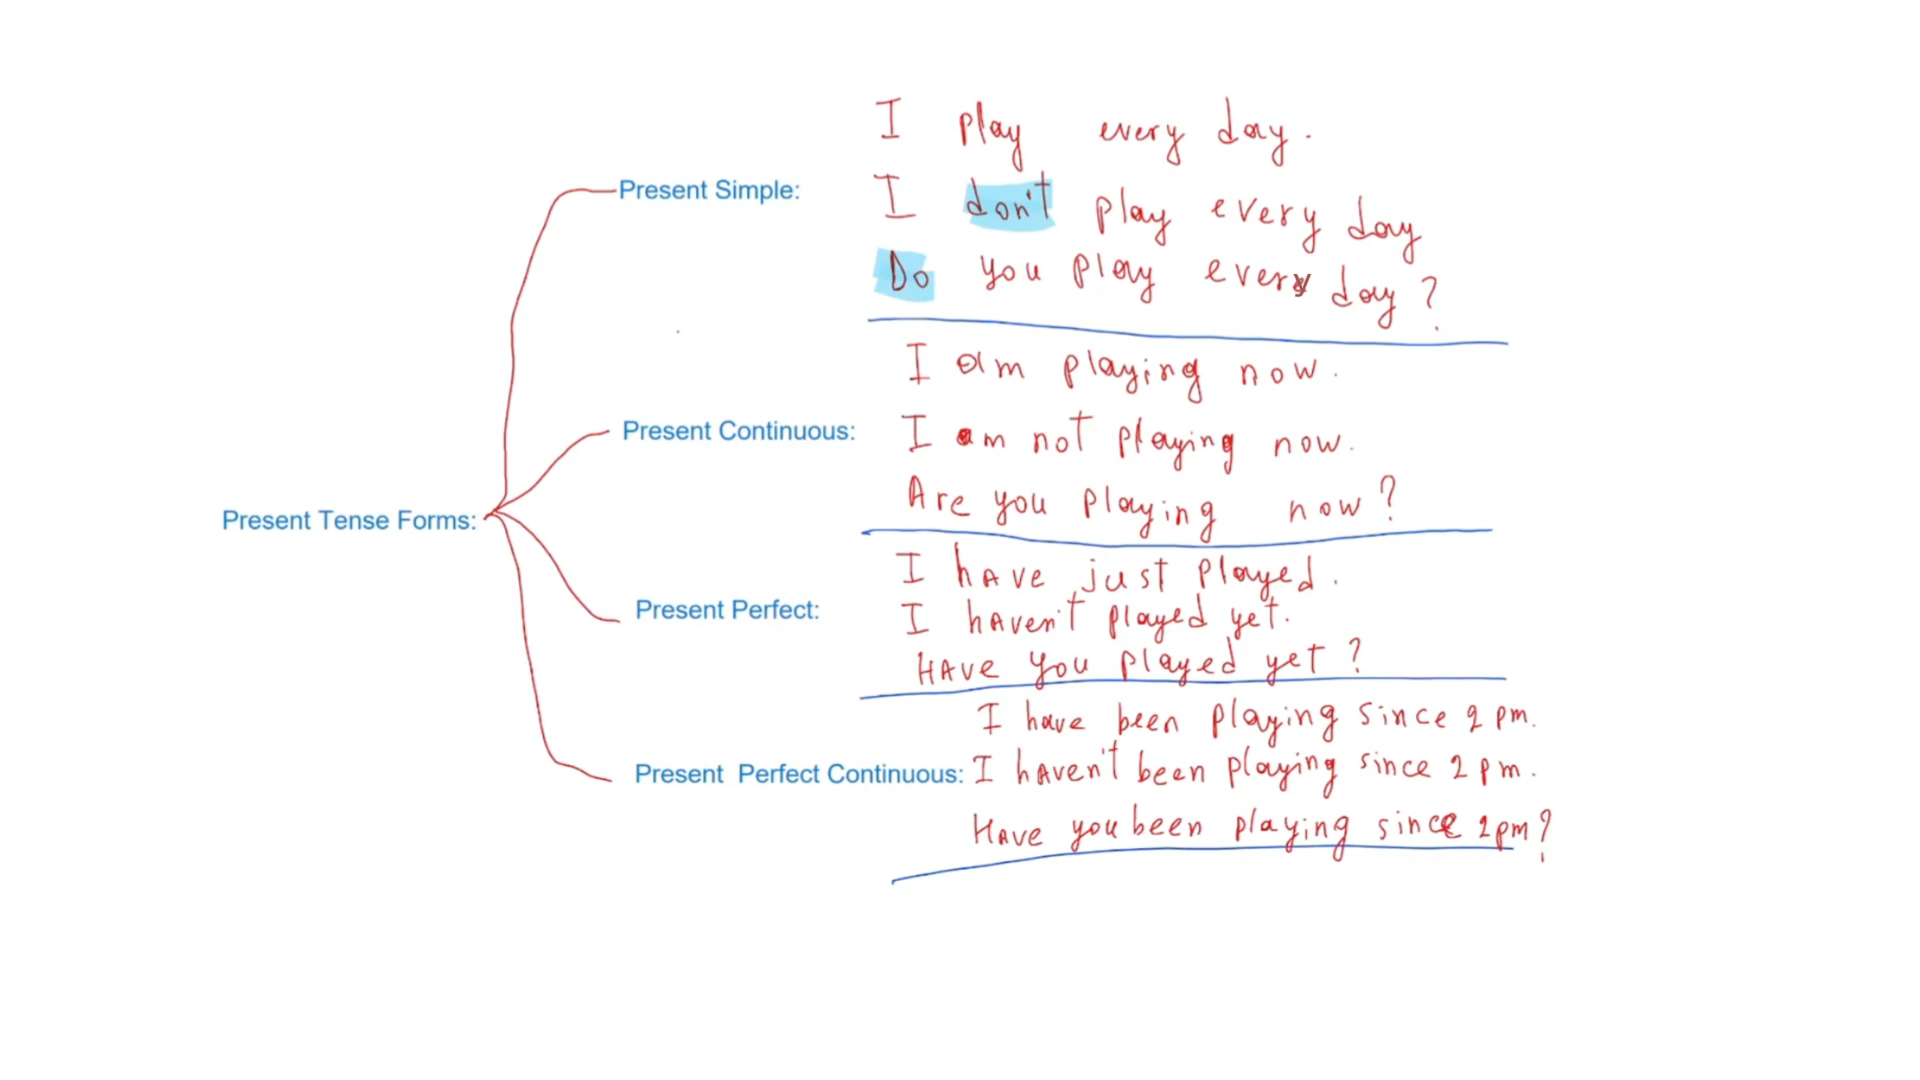 Present Tense Forms:
Present Simple:
I play every day.
I don't play every day
Do you play every day?
Present Continuous:
I am playing now.
I am not playing now.
Are you playing now?
Present Perfect:
I have just played.
I haven't played yet.
Have you played yet?
Present Perfect Continuous:
I have been playing since 2 pm.
I haven't been playing since 2 pm.
Have you been playing since 2pm?